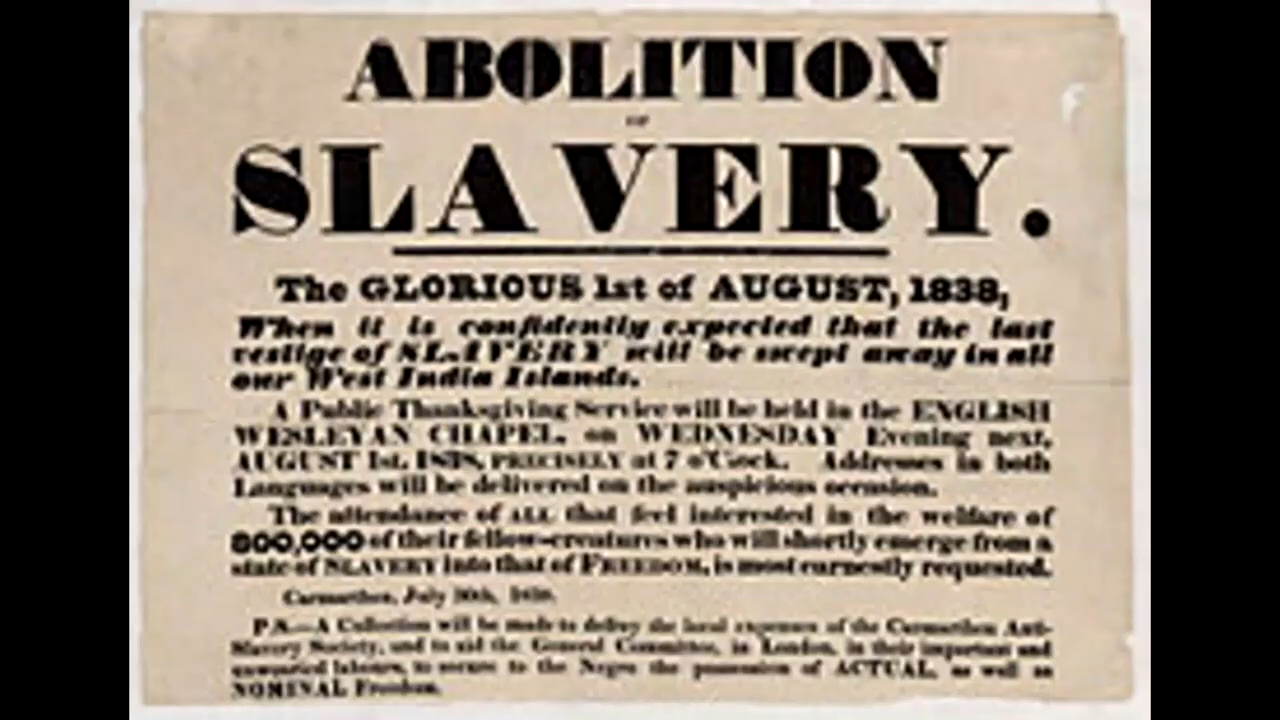 ABOLITION
OF
SLAVERY.
The GLORIOUS 1st of AUGUST, 1838,
When it is confidently expected that the last
vestige of SLAVERY will be swept away in all
our West India Islands.
A Public Thanksgiving Service will be held in the ENGLISH
WESLEYAN CHAPEL, on WEDNESDAY Evening next,
AUGUST 1st, 1838, PRECISELY at 7 o'Clock. Addresses in both
Languages will be delivered on the auspicious occasion.
The attendance of ALL that feel interested in the welfare of
800,000 of their fellow-creatures who will shortly emerge from a
state of SLAVERY into that of FREEDOM, is most earnestly requested.
Carmarthen, July
P.S.—A Collection will be made to defray the local expenses of the Carmarthen Anti-
Slavery Society, and to aid the General Committee, in London, in their important and
unwearied labours, to secure to the Negro the possession of ACTUAL, as well as
NOMINAL Freedom.